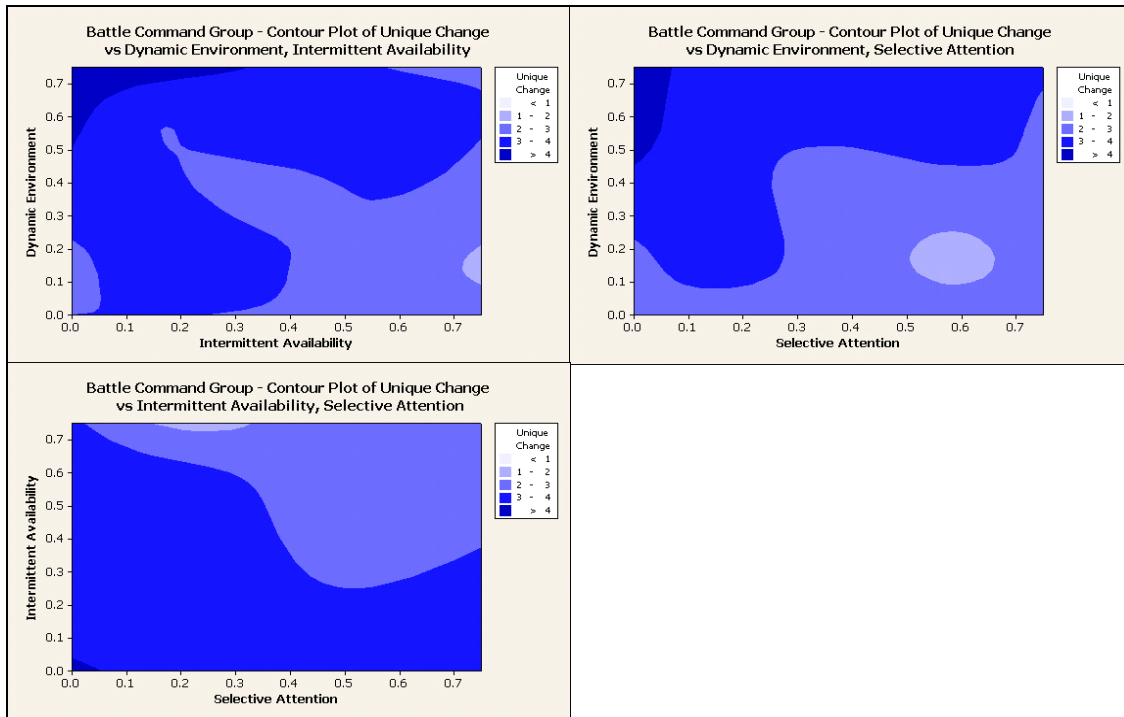 Battle Command Group - Contour Plot of Unique Change
vs Dynamic Environment, Intermittent Availability
Dynamic Environment
0.7
0.6
0.5
0.4
0.3
0.2
0.1
0.0
0.0 0.1 0.2 0.3 0.4 0.5 0.6 0.7
Intermittent Availability
Unique
Change
< 1
1 - 2
2 - 3
3 - 4
> 4
Battle Command Group - Contour Plot of Unique Change
vs Dynamic Environment, Selective Attention
Dynamic Environment
0.7
0.6
0.5
0.4
0.3
0.2
0.1
0.0
0.0 0.1 0.2 0.3 0.4 0.5 0.6 0.7
Selective Attention
Unique
Change
< 1
1 - 2
2 - 3
3 - 4
> 4
Battle Command Group - Contour Plot of Unique Change
vs Intermittent Availability, Selective Attention
Intermittent Availability
0.7
0.6
0.5
0.4
0.3
0.2
0.1
0.0
0.0 0.1 0.2 0.3 0.4 0.5 0.6 0.7
Selective Attention
Unique
Change
< 1
1 - 2
2 - 3
3 - 4
> 4